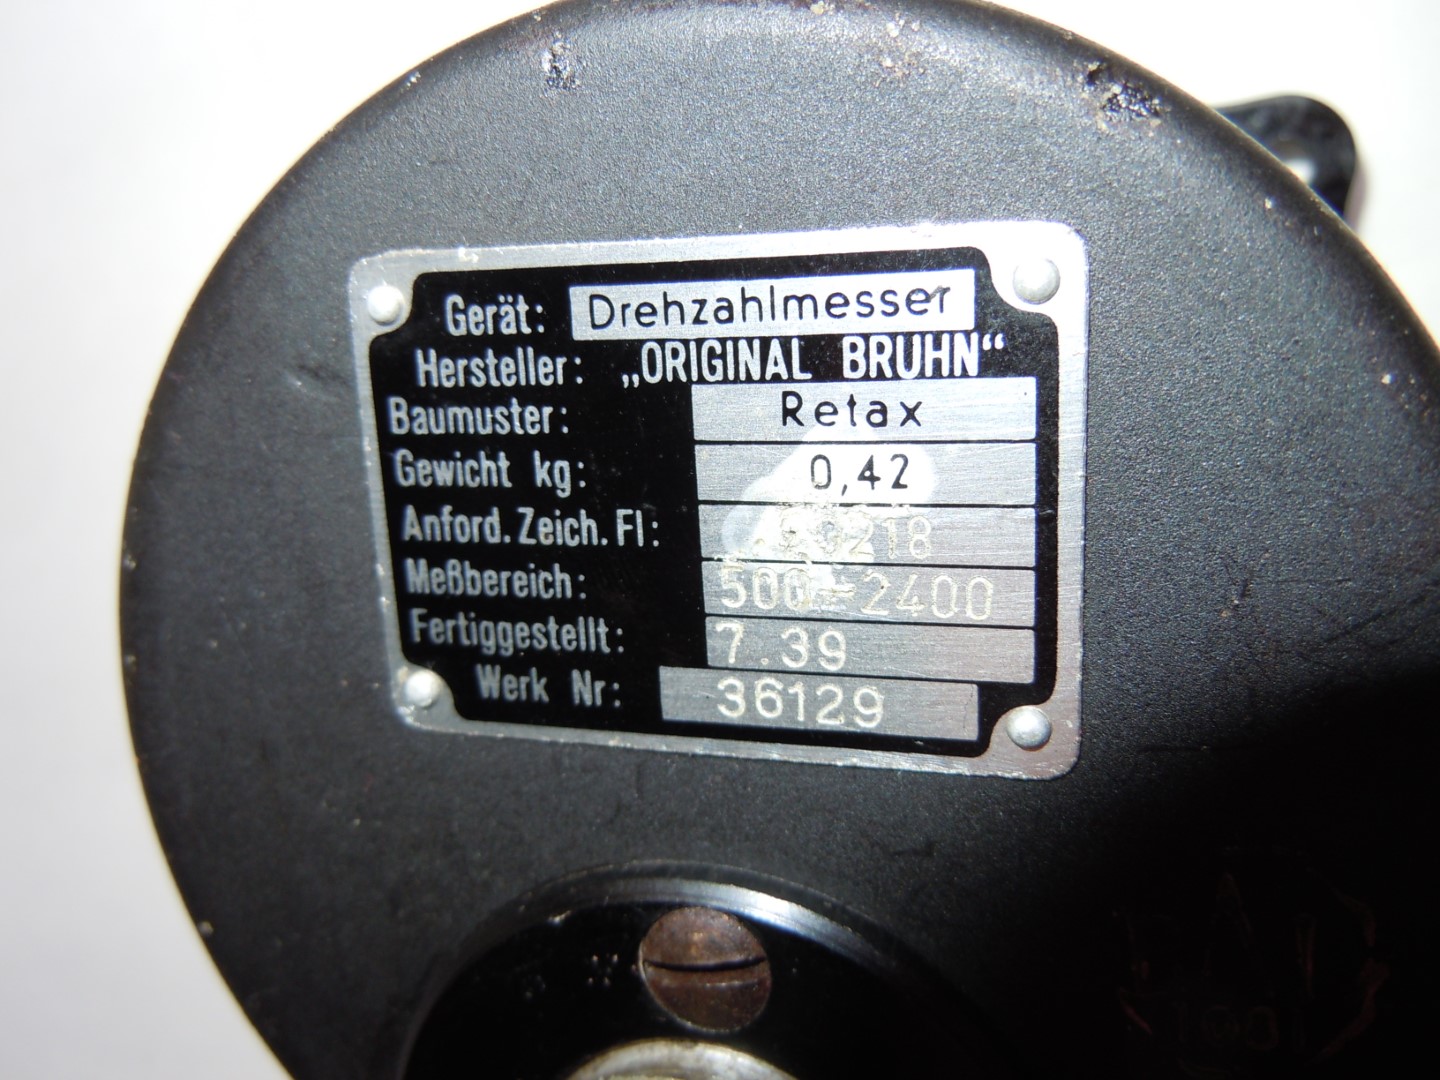 Gerät: Drehzahlmesser
Hersteller: „ORIGINAL BRUHN“
Baumuster: Retax
Gewicht kg: 0,42
Anford. Zeich. Fl:
Meßbereich: 500-2400
Fertiggestellt: 7.39
Werk Nr: 36129